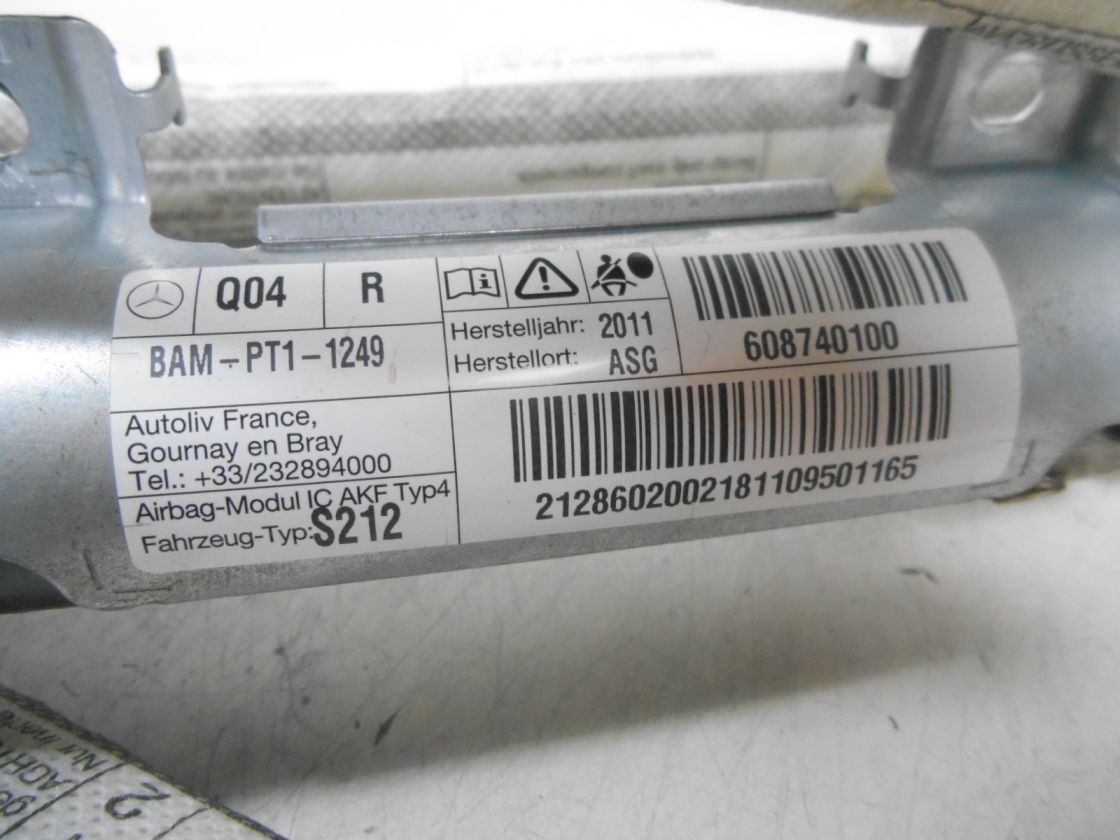 Q04 R
BAM-PT1-1249
Autoliv France,
Gournay en Bray
Tel.: +33/232894000
Airbag-Modul IC AKF Typ4
Fahrzeug-Typ:S212
Herstelljahr: 2011
Herstellort: ASG
608740100
2128602002181109501165
2